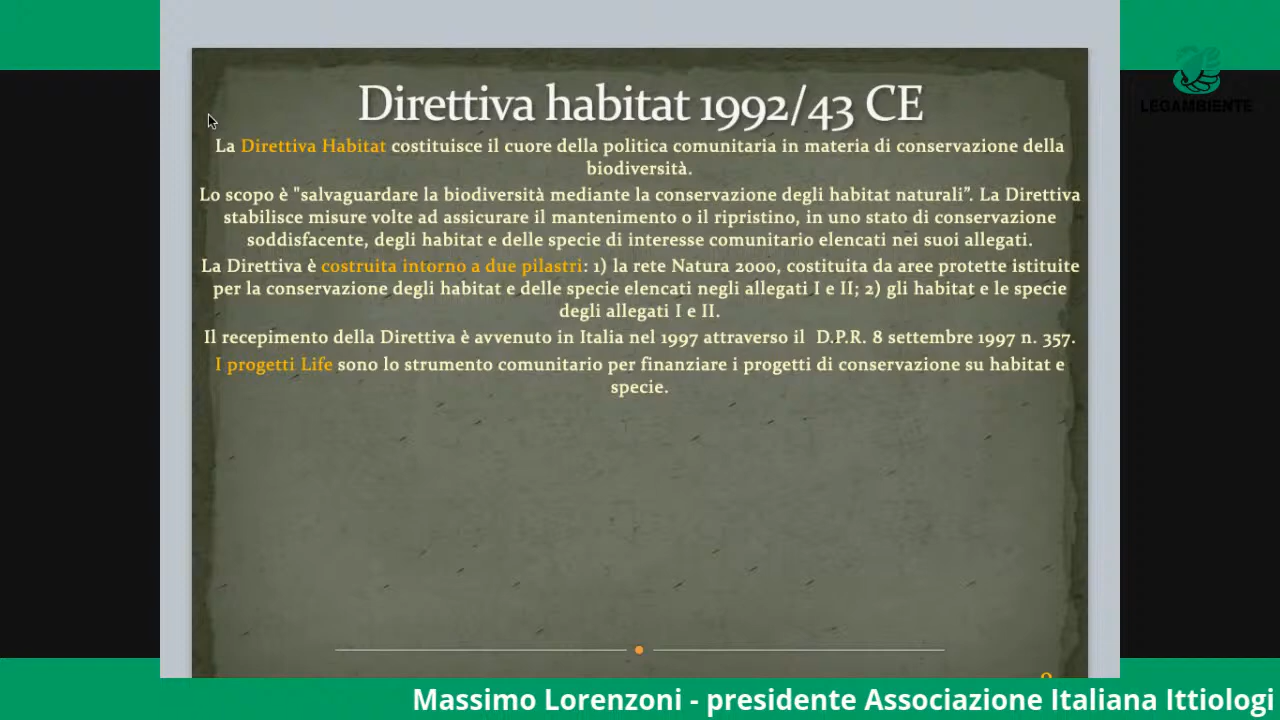 Direttiva habitat 1992/43 CE
LEGAMBIENTE
La Direttiva Habitat costituisce il cuore della politica comunitaria in materia di conservazione della
biodiversità.
Lo scopo è "salvaguardare la biodiversità mediante la conservazione degli habitat naturali”. La Direttiva
stabilisce misure volte ad assicurare il mantenimento o il ripristino, in uno stato di conservazione
soddisfacente, degli habitat e delle specie di interesse comunitario elencati nei suoi allegati.
La Direttiva è costruita intorno a due pilastri: 1) la rete Natura 2000, costituita da aree protette istituite
per la conservazione degli habitat e delle specie elencati negli allegati I e II; 2) gli habitat e le specie
degli allegati I e II.
Il recepimento della Direttiva è avvenuto in Italia nel 1997 attraverso il  D.P.R. 8 settembre 1997 n. 357.
I progetti Life sono lo strumento comunitario per finanziare i progetti di conservazione su habitat e
specie.
Massimo Lorenzoni - presidente Associazione Italiana Ittiologi